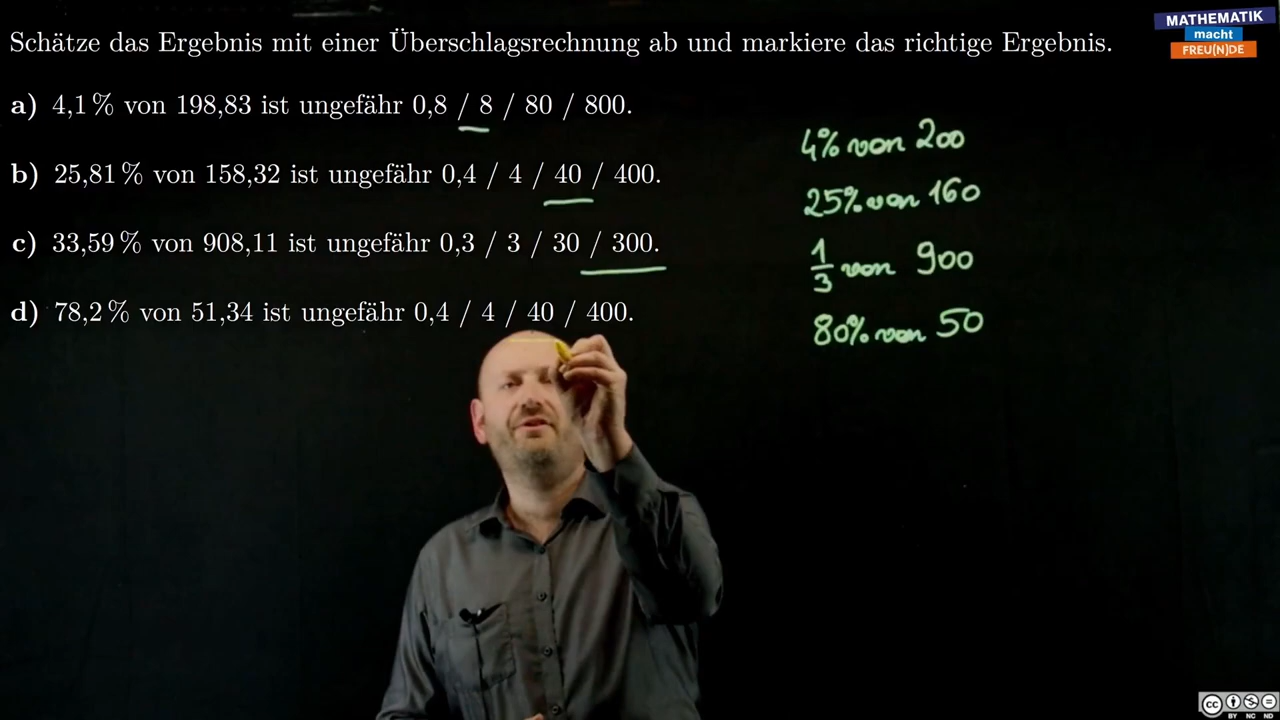 Schätze das Ergebnis mit einer Überschlagsrechnung ab und markiere das richtige Ergebnis.
MATHEMATIK
macht
FREU(N)DE
a) 4,1 % von 198,83 ist ungefähr 0,8 / 8 / 80 / 800.
4% von 200
b) 25,81 % von 158,32 ist ungefähr 0,4 / 4 / 40 / 400.
25% von 160
c) 33,59 % von 908,11 ist ungefähr 0,3 / 3 / 30 / 300.
1/3 von 900
d) 78,2 % von 51,34 ist ungefähr 0,4 / 4 / 40 / 400.
80% von 50
cc
BY NC ND